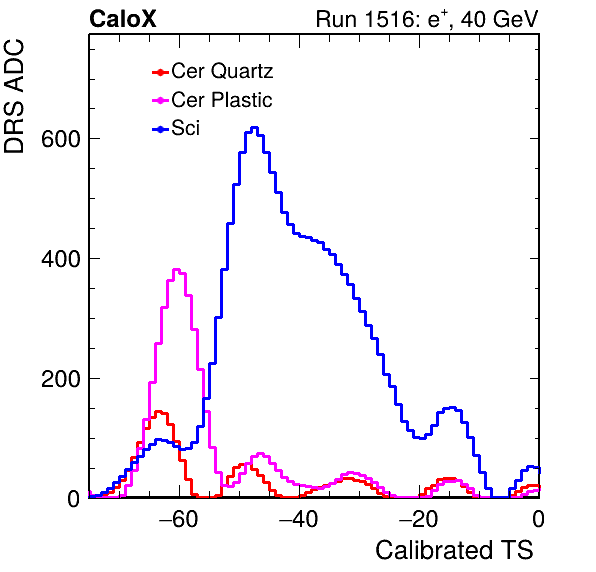 CaloX Run 1516: e⁺, 40 GeV
DRS ADC
Cer Quartz
Cer Plastic
Sci
600
400
200
0
−60 −40 −20 0
Calibrated TS